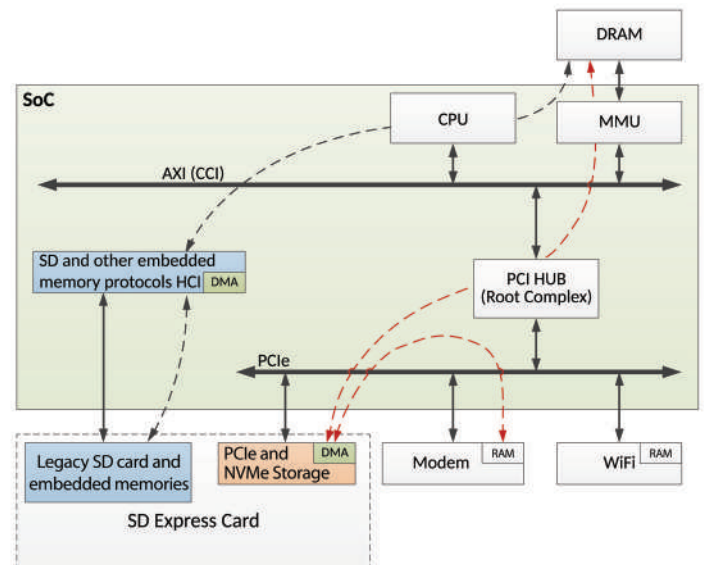 DRAM
SoC
CPU
MMU
AXI (CCI)
SD and other embedded
memory protocols HCI
DMA
PCI HUB
(Root Complex)
PCIe
Legacy SD card and
embedded memories
PCIe and
NVMe Storage
DMA
Modem
RAM
WiFi
RAM
SD Express Card